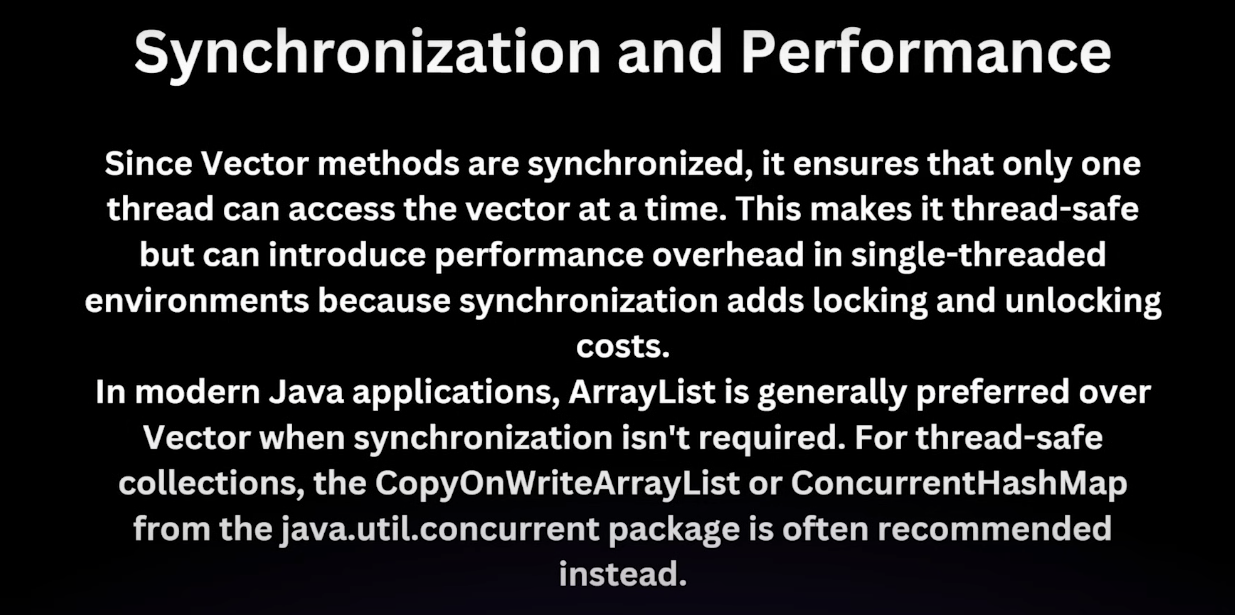 Synchronization and Performance
Since Vector methods are synchronized, it ensures that only one
thread can access the vector at a time. This makes it thread-safe
but can introduce performance overhead in single-threaded
environments because synchronization adds locking and unlocking
costs.
In modern Java applications, ArrayList is generally preferred over
Vector when synchronization isn't required. For thread-safe
collections, the CopyOnWriteArrayList or ConcurrentHashMap
from the java.util.concurrent package is often recommended
instead.